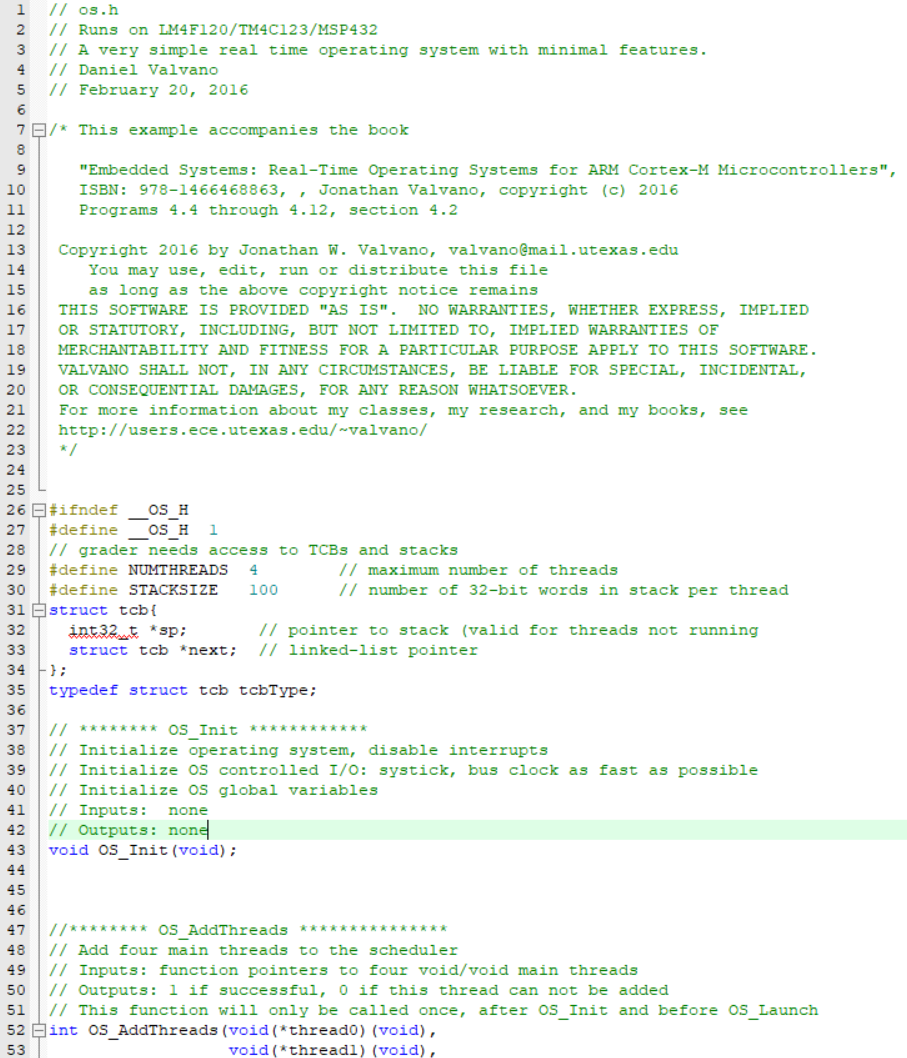 1 // os.h
2 // Runs on LM4F120/TM4C123/MSP432
3 // A very simple real time operating system with minimal features.
4 // Daniel Valvano
5 // February 20, 2016
6
7 /* This example accompanies the book
8
9    "Embedded Systems: Real-Time Operating Systems for ARM Cortex-M Microcontrollers",
10    ISBN: 978-1466468863, , Jonathan Valvano, copyright (c) 2016
11    Programs 4.4 through 4.12, section 4.2
12
13  Copyright 2016 by Jonathan W. Valvano, valvano@mail.utexas.edu
14     You may use, edit, run or distribute this file
15     as long as the above copyright notice remains
16  THIS SOFTWARE IS PROVIDED "AS IS".  NO WARRANTIES, WHETHER EXPRESS, IMPLIED
17  OR STATUTORY, INCLUDING, BUT NOT LIMITED TO, IMPLIED WARRANTIES OF
18  MERCHANTABILITY AND FITNESS FOR A PARTICULAR PURPOSE APPLY TO THIS SOFTWARE.
19  VALVANO SHALL NOT, IN ANY CIRCUMSTANCES, BE LIABLE FOR SPECIAL, INCIDENTAL,
20  OR CONSEQUENTIAL DAMAGES, FOR ANY REASON WHATSOEVER.
21  For more information about my classes, my research, and my books, see
22  http://users.ece.utexas.edu/~valvano/
23  */
24
25
26 #ifndef __OS_H
27 #define __OS_H  1
28 // grader needs access to TCBs and stacks
29 #define NUMTHREADS  4        // maximum number of threads
30 #define STACKSIZE   100      // number of 32-bit words in stack per thread
31 struct tcb{
32   int32_t *sp;       // pointer to stack (valid for threads not running
33   struct tcb *next;  // linked-list pointer
34 };
35 typedef struct tcb tcbType;
36
37 // ******** OS_Init ************
38 // Initialize operating system, disable interrupts
39 // Initialize OS controlled I/O: systick, bus clock as fast as possible
40 // Initialize OS global variables
41 // Inputs:  none
42 // Outputs: none
43 void OS_Init(void);
44
45
46
47 //******** OS_AddThreads ***************
48 // Add four main threads to the scheduler
49 // Inputs: function pointers to four void/void main threads
50 // Outputs: 1 if successful, 0 if this thread can not be added
51 // This function will only be called once, after OS_Init and before OS_Launch
52 int OS_AddThreads(void(*thread0)(void),
53                   void(*thread1)(void),